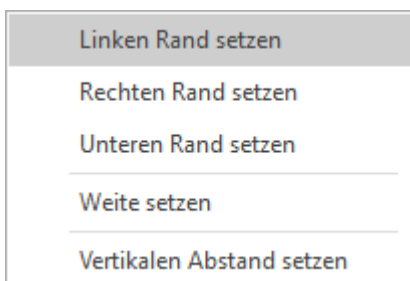 Linken Rand setzen
Rechten Rand setzen
Unteren Rand setzen
Weite setzen
Vertikalen Abstand setzen